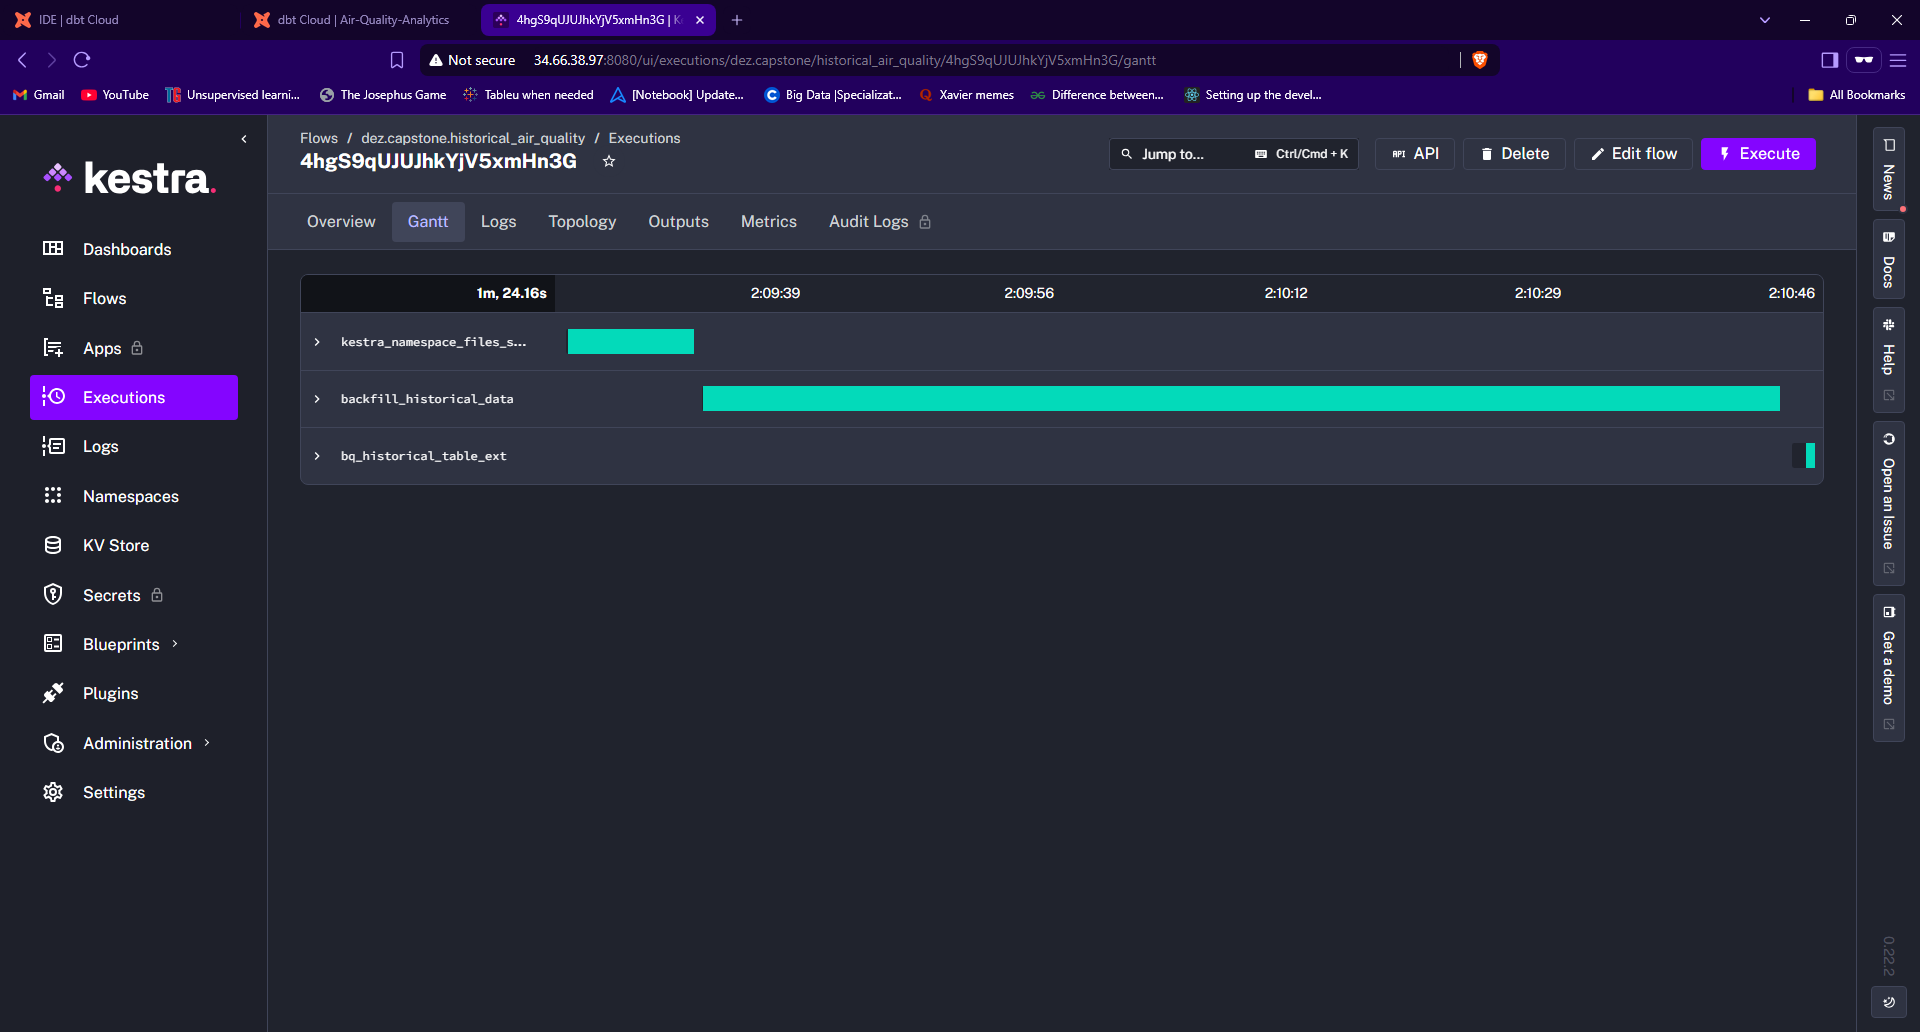 IDE | dbt Cloud
dbt Cloud | Air-Quality-Analytics
4hgS9qUJUJhkYjV5xmHn3G | K
Not secure
34.66.38.97:8080/ui/executions/dez.capstone/historical_air_quality/4hgS9qUJUJhkYjV5xmHn3G/gantt
Gmail
YouTube
Unsupervised learni...
The Josephus Game
Tableu when needed
[Notebook] Update...
Big Data |Specializat...
Xavier memes
Difference between...
Setting up the devel...
All Bookmarks
kestra.
Dashboards
Flows
Apps
Executions
Logs
Namespaces
KV Store
Secrets
Blueprints
Plugins
Administration
Settings
Flows / dez.capstone.historical_air_quality / Executions
4hgS9qUJUJhkYjV5xmHn3G
Jump to... Ctrl/Cmd + K
API API
Delete
Edit flow
Execute
Overview
Gantt
Logs
Topology
Outputs
Metrics
Audit Logs
1m, 24.16s
2:09:39
2:09:56
2:10:12
2:10:29
2:10:46
kestra_namespace_files_s...
backfill_historical_data
bq_historical_table_ext
News
Docs
Help
Open an Issue
Get a demo
0.22.2